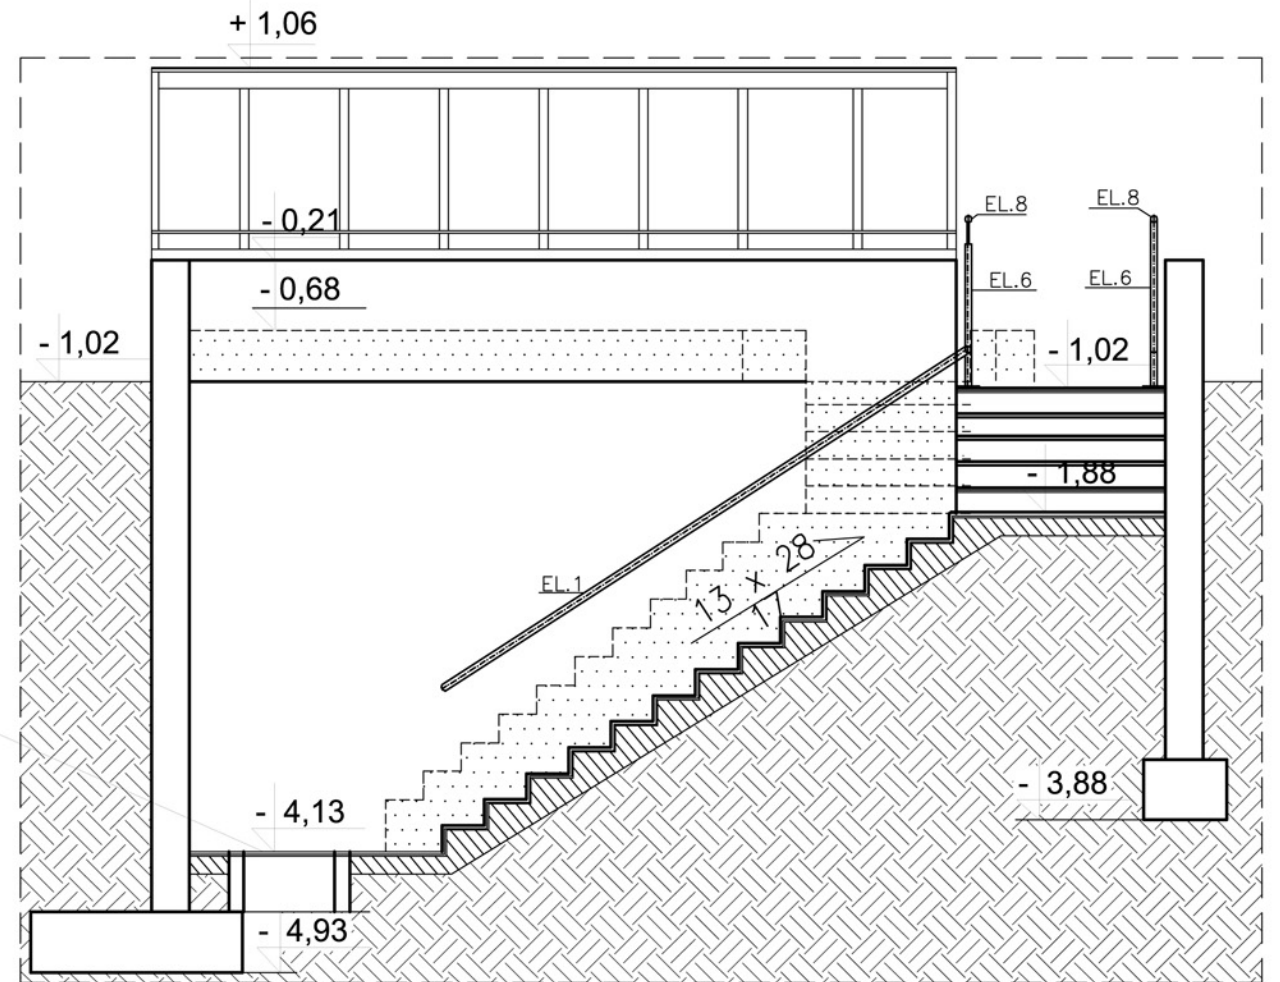 + 1,06
- 0,21
EL.8
EL.8
- 0,68
EL.6
EL.6
- 1,02
- 1,02
- 1,88
13 x 28
EL.1
- 4,13
- 3,88
- 4,93